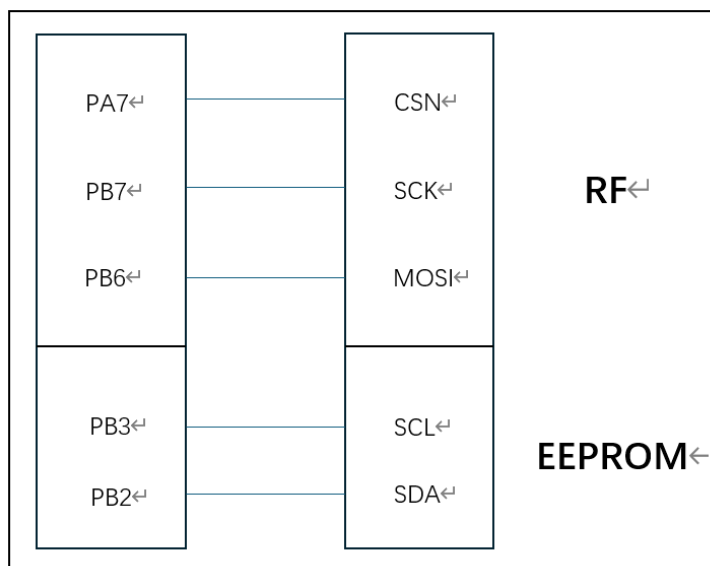 PA7 CSN
PB7 SCK RF
PB6 MOSI
PB3 SCL
EEPROM
PB2 SDA